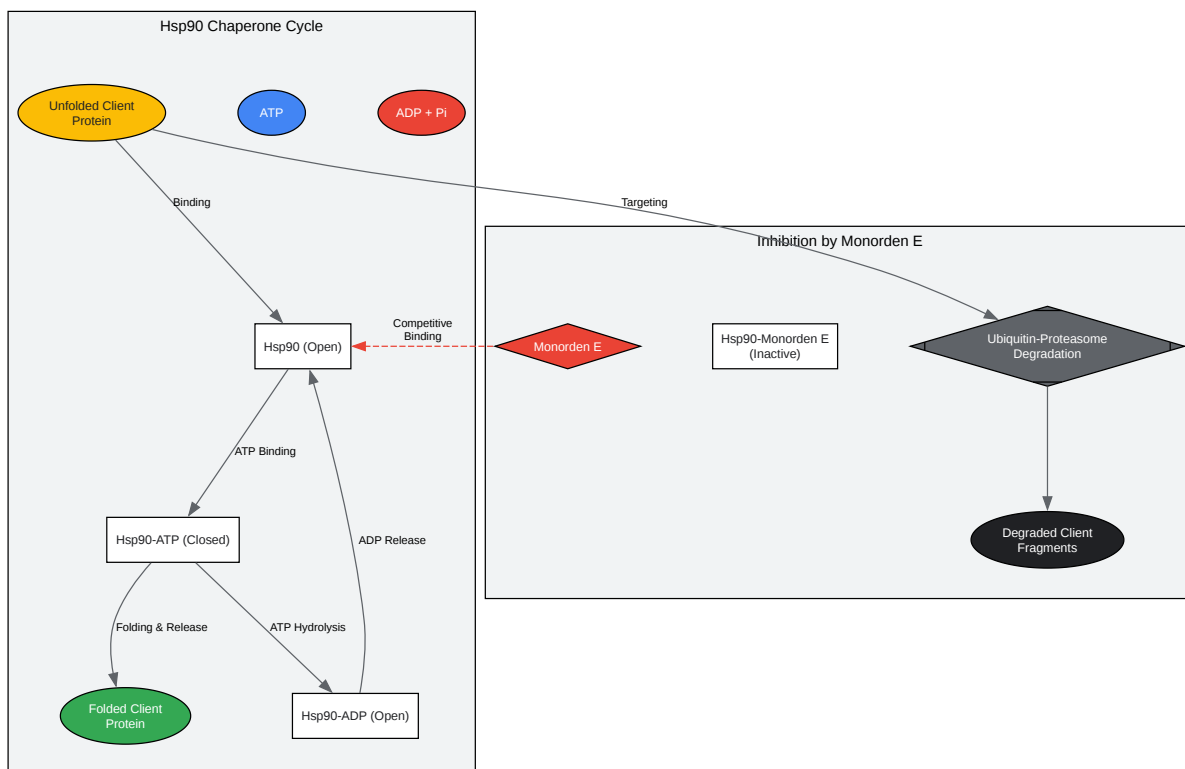 Hsp90 Chaperone Cycle
Unfolded Client
Protein
ATP
ADP + Pi
Binding
Targeting
Inhibition by Monorden E
Hsp90 (Open)
Competitive
Binding
Monorden E
Hsp90-Monorden E
(Inactive)
Ubiquitin-Proteasome
Degradation
ATP Binding
Hsp90-ATP (Closed)
ADP Release
Degraded Client
Fragments
Folding & Release
ATP Hydrolysis
Folded Client
Protein
Hsp90-ADP (Open)